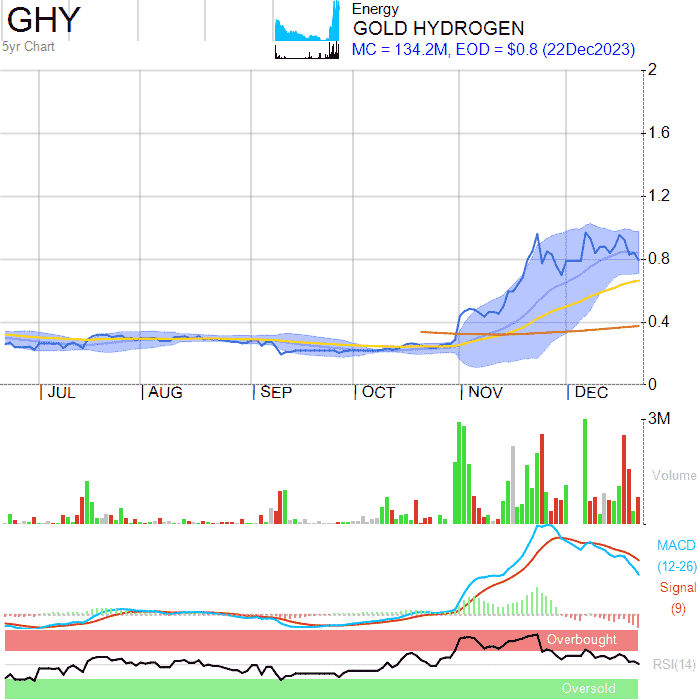 GHY
5yr Chart
Energy
GOLD HYDROGEN
MC = 134.2M, EOD = $0.8 (22Dec2023)
2
1.6
1.2
0.8
0.4
0
JUL AUG SEP OCT NOV DEC
3M
Volume
MACD
(12-26)
Signal
(9)
Overbought
RSI(14)
Oversold